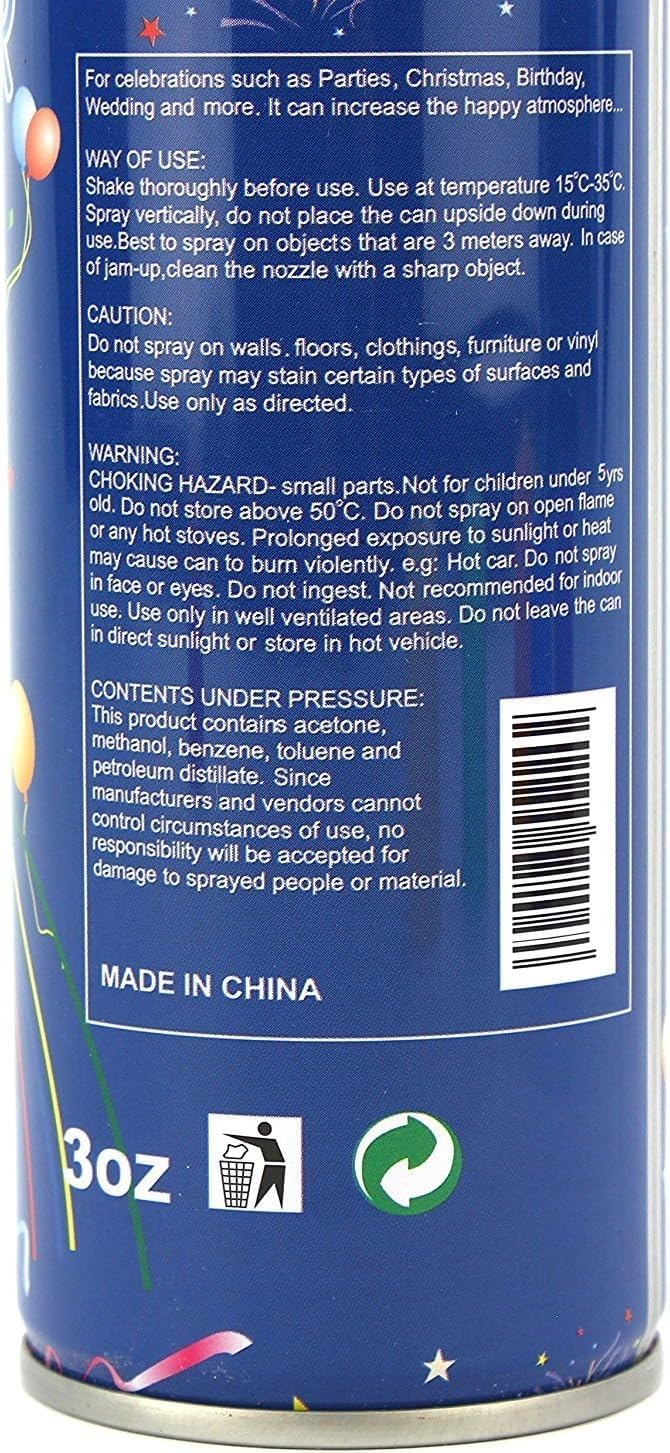 For celebrations such as Parties, Christmas, Birthday,
Wedding and more. It can increase the happy atmosphere...
WAY OF USE:
Shake thoroughly before use. Use at temperature 15°C-35°C.
Spray vertically, do not place the can upside down during
use.Best to spray on objects that are 3 meters away. In case
of jam-up,clean the nozzle with a sharp object.
CAUTION:
Do not spray on walls. floors, clothings, furniture or vinyl
because spray may stain certain types of surfaces and
fabrics.Use only as directed.
WARNING:
CHOKING HAZARD- small parts.Not for children under 5yrs
old. Do not store above 50°C. Do not spray on open flame
or any hot stoves. Prolonged exposure to sunlight or heat
may cause can to burn violently. e.g: Hot car. Do not spray
in face or eyes. Do not ingest. Not recommended for indoor
use. Use only in well ventilated areas. Do not leave the can
in direct sunlight or store in hot vehicle.
CONTENTS UNDER PRESSURE:
This product contains acetone,
methanol, benzene, toluene and
petroleum distillate. Since
manufacturers and vendors cannot
control circumstances of use, no
responsibility will be accepted for
damage to sprayed people or material.
MADE IN CHINA
3oz